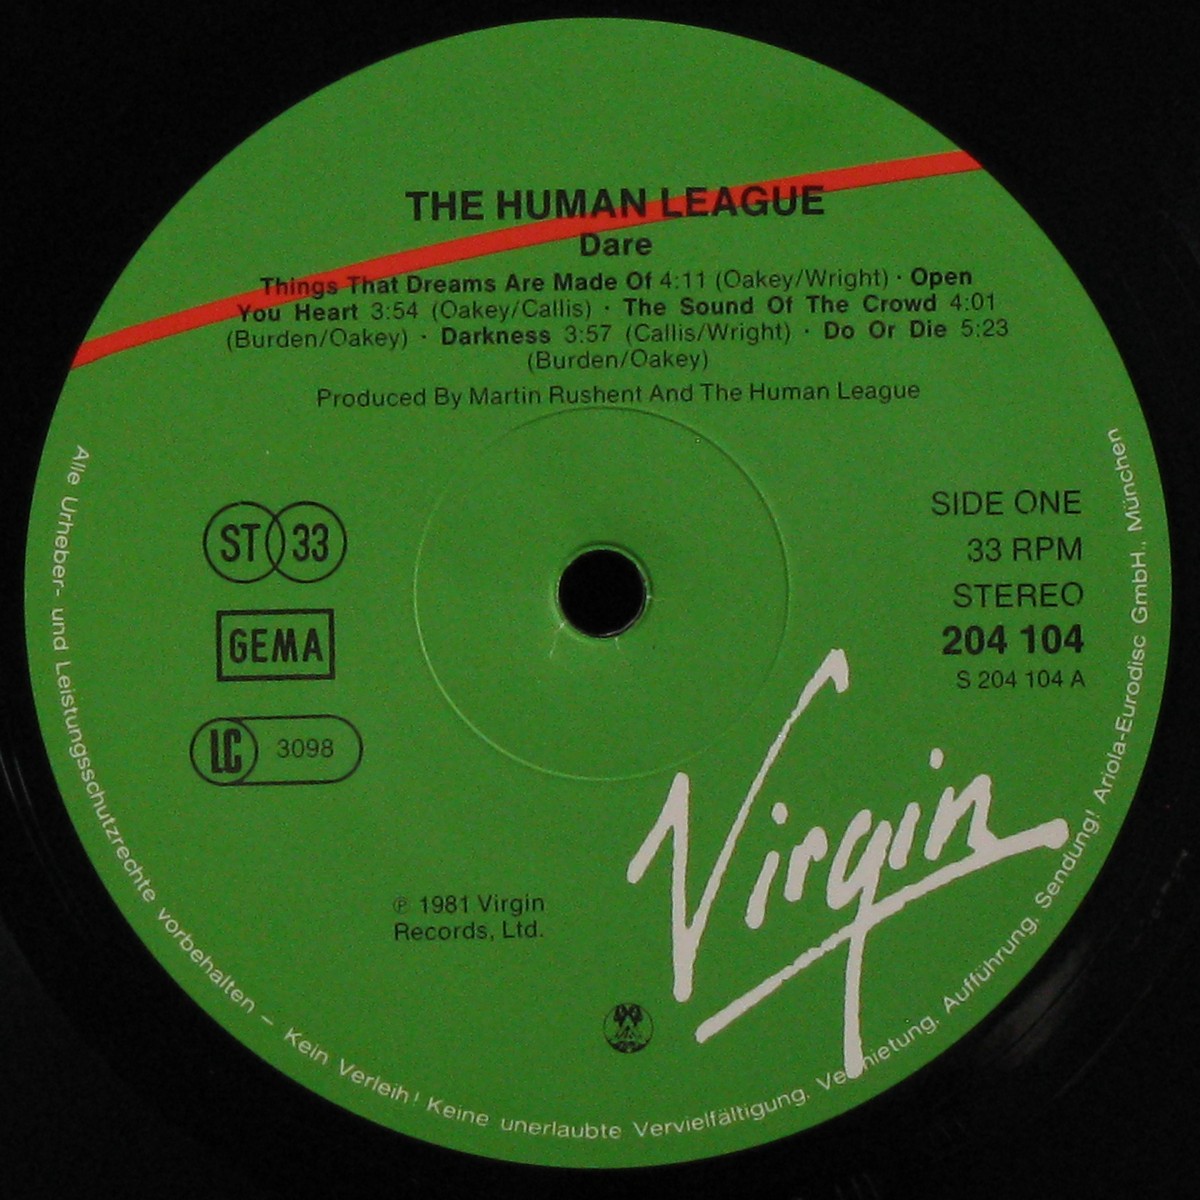 THE HUMAN LEAGUE
Dare
Things That Dreams Are Made Of 4:11 (Oakey/Wright) · Open
You Heart 3:54 (Oakey/Callis) · The Sound Of The Crowd 4:01
(Burden/Oakey) · Darkness 3:57 (Callis/Wright) · Do Or Die 5:23
(Burden/Oakey)
Produced By Martin Rushent And The Human League
ST 33
GEMA
LC 3098
SIDE ONE
33 RPM
STEREO
204 104
S 204 104 A
Virgin
℗ 1981 Virgin
Records, Ltd.
Alle Urheber- und Leistungsschutzrechte vorbehalten – Kein Verleih! Keine unerlaubte Vervielfältigung, Vermietung, Aufführung, Sendung! Ariola-Eurodisc GmbH., München